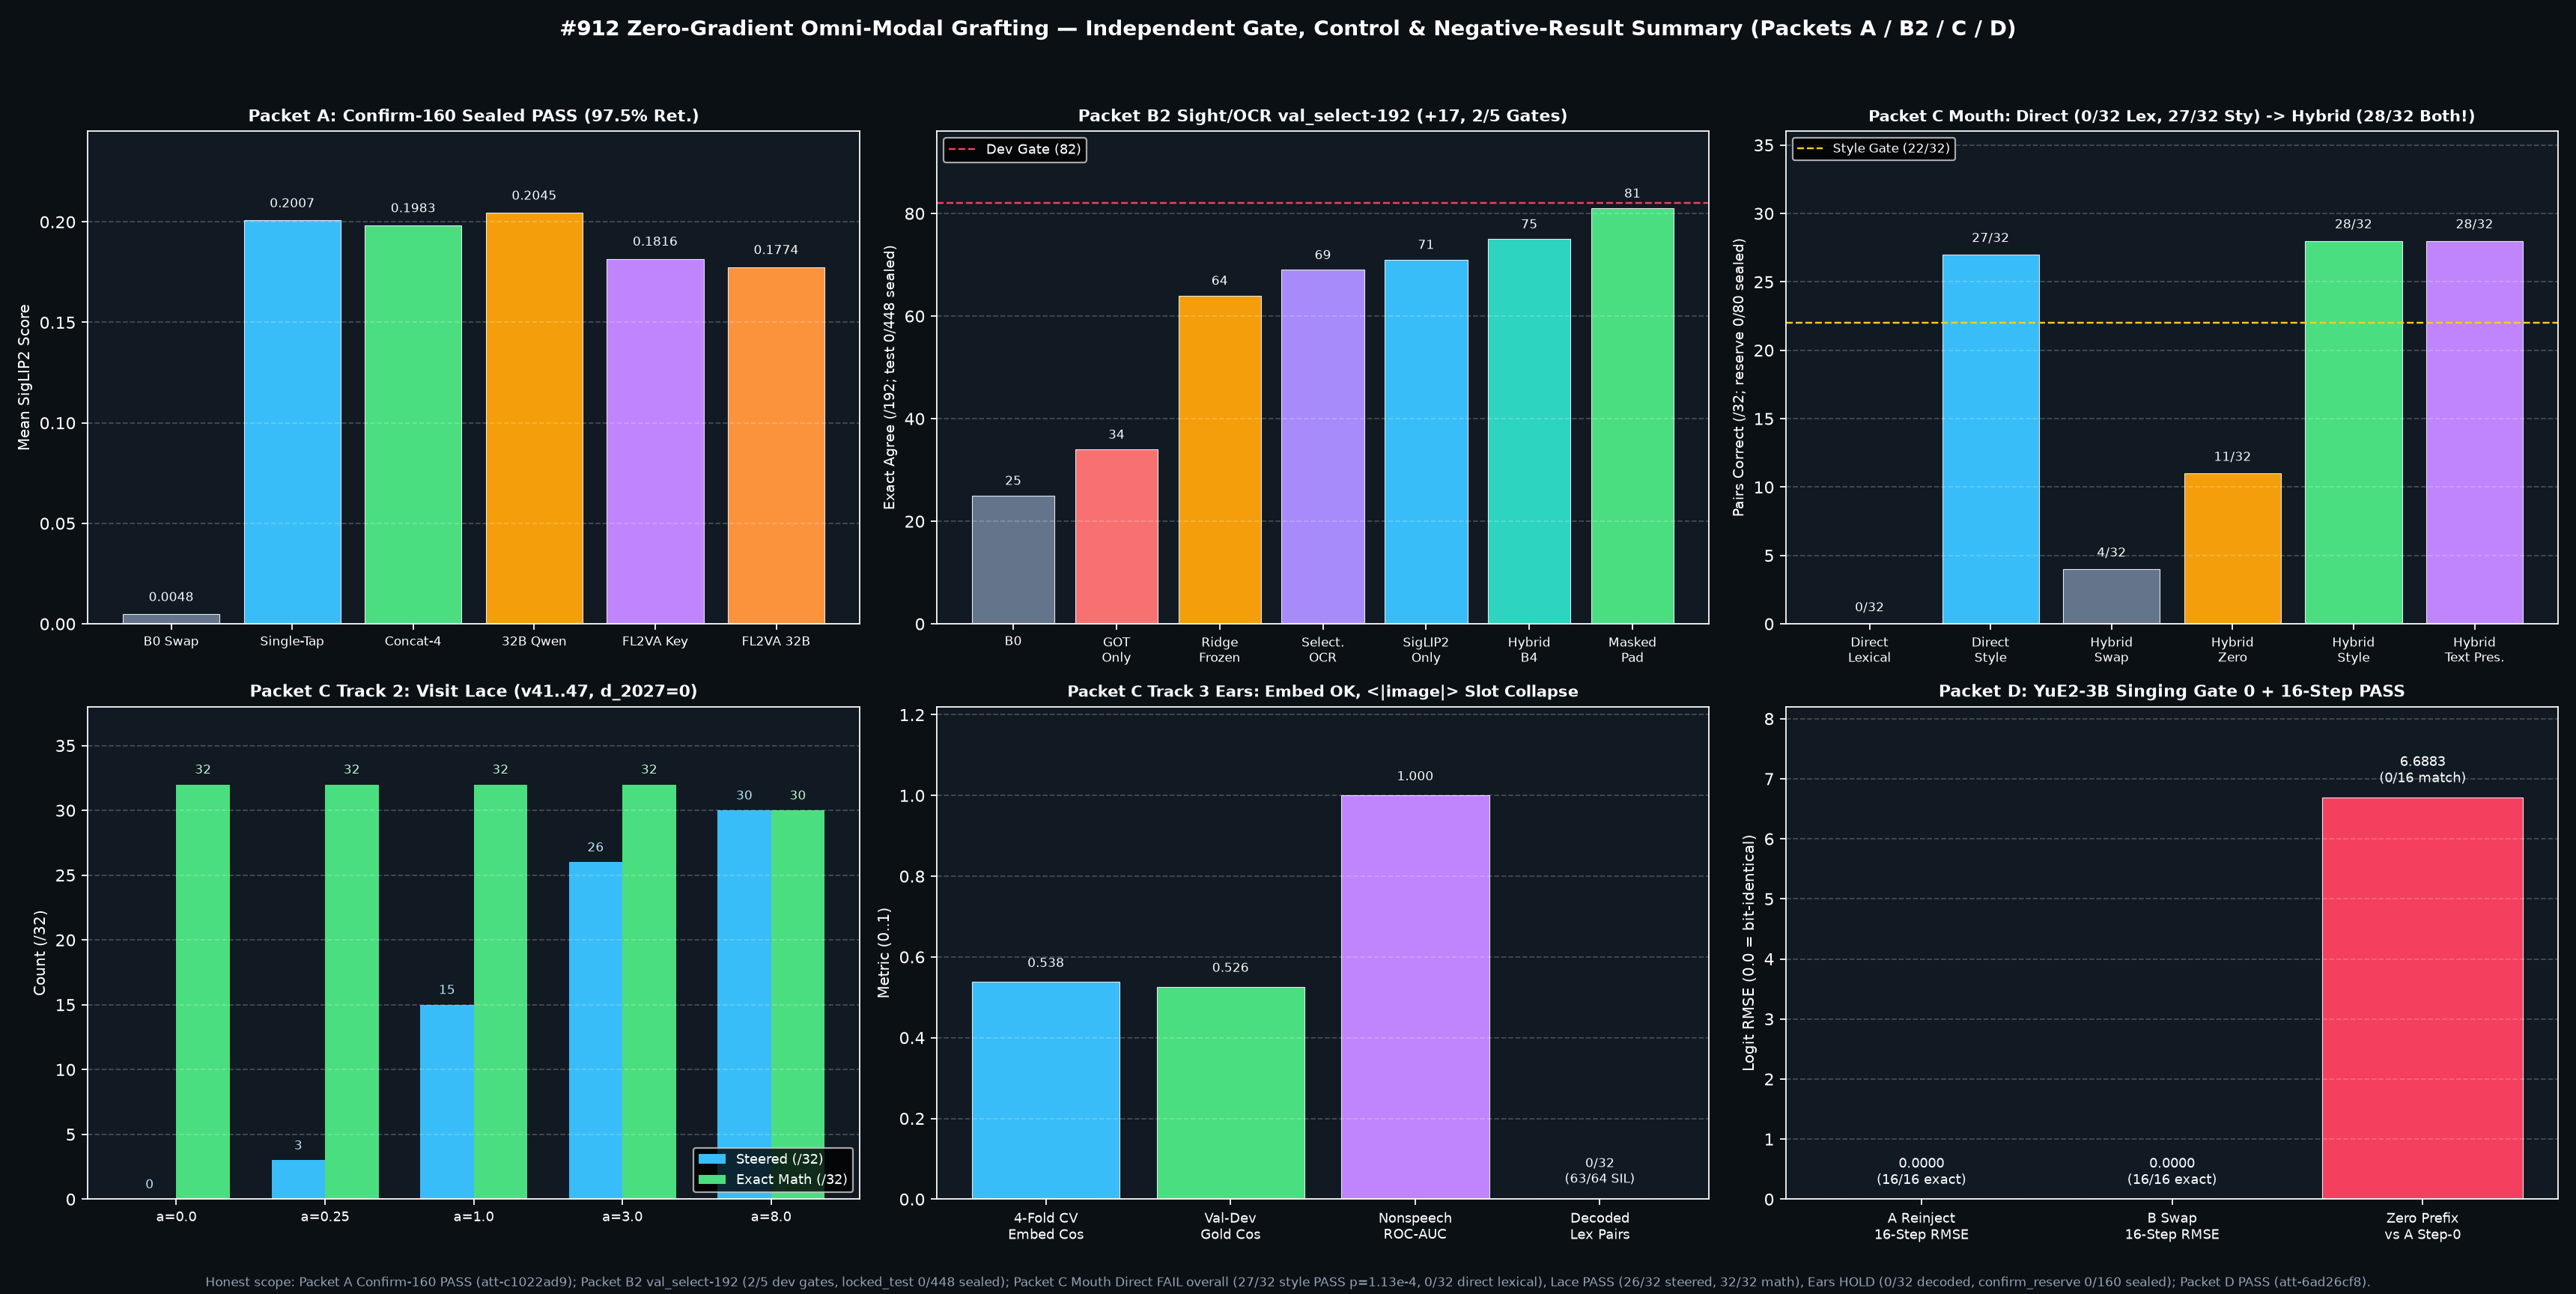 #912 Zero-Gradient Omni-Modal Grafting — Independent Gate, Control & Negative-Result Summary (Packets A / B2 / C / D)
Packet A: Confirm-160 Sealed PASS (97.5% Ret.)
Mean SigLIP2 Score
0.20
0.15
0.10
0.05
0.00
0.0048
0.2007
0.1983
0.2045
0.1816
0.1774
B0 Swap
Single-Tap
Concat-4
32B Qwen
FL2VA Key
FL2VA 32B
Packet B2 Sight/OCR val_select-192 (+17, 2/5 Gates)
Dev Gate (82)
Exact Agree (/192; test 0/448 sealed)
80
60
40
20
0
25
34
64
69
71
75
81
B0
GOT
Only
Ridge
Frozen
Select.
OCR
SigLIP2
Only
Hybrid
B4
Masked
Pad
Packet C Mouth: Direct (0/32 Lex, 27/32 Sty) -> Hybrid (28/32 Both!)
Style Gate (22/32)
Pairs Correct (/32; reserve 0/80 sealed)
35
30
25
20
15
10
5
0
0/32
27/32
4/32
11/32
28/32
28/32
Direct
Lexical
Direct
Style
Hybrid
Swap
Hybrid
Zero
Hybrid
Style
Hybrid
Text Pres.
Packet C Track 2: Visit Lace (v41..47, d_2027=0)
Count (/32)
35
30
25
20
15
10
5
0
0
32
3
32
15
32
26
32
30
30
Steered (/32)
Exact Math (/32)
a=0.0
a=0.25
a=1.0
a=3.0
a=8.0
Packet C Track 3 Ears: Embed OK, <|image|> Slot Collapse
Metric (0..1)
1.2
1.0
0.8
0.6
0.4
0.2
0.0
0.538
0.526
1.000
0/32
(63/64 SIL)
4-Fold CV
Embed Cos
Val-Dev
Gold Cos
Nonspeech
ROC-AUC
Decoded
Lex Pairs
Packet D: YuE2-3B Singing Gate 0 + 16-Step PASS
Logit RMSE (0.0 = bit-identical)
8
7
6
5
4
3
2
1
0
0.0000
(16/16 exact)
0.0000
(16/16 exact)
6.6883
(0/16 match)
A Reinject
16-Step RMSE
B Swap
16-Step RMSE
Zero Prefix
vs A Step-0
Honest scope: Packet A Confirm-160 PASS (att-c1022ad9); Packet B2 val_select-192 (2/5 dev gates, locked_test 0/448 sealed); Packet C Mouth Direct FAIL overall (27/32 style PASS p=1.13e-4, 0/32 direct lexical), Lace PASS (26/32 steered, 32/32 math), Ears HOLD (0/32 decoded, confirm_reserve 0/160 sealed); Packet D PASS (att-6ad26cf8).